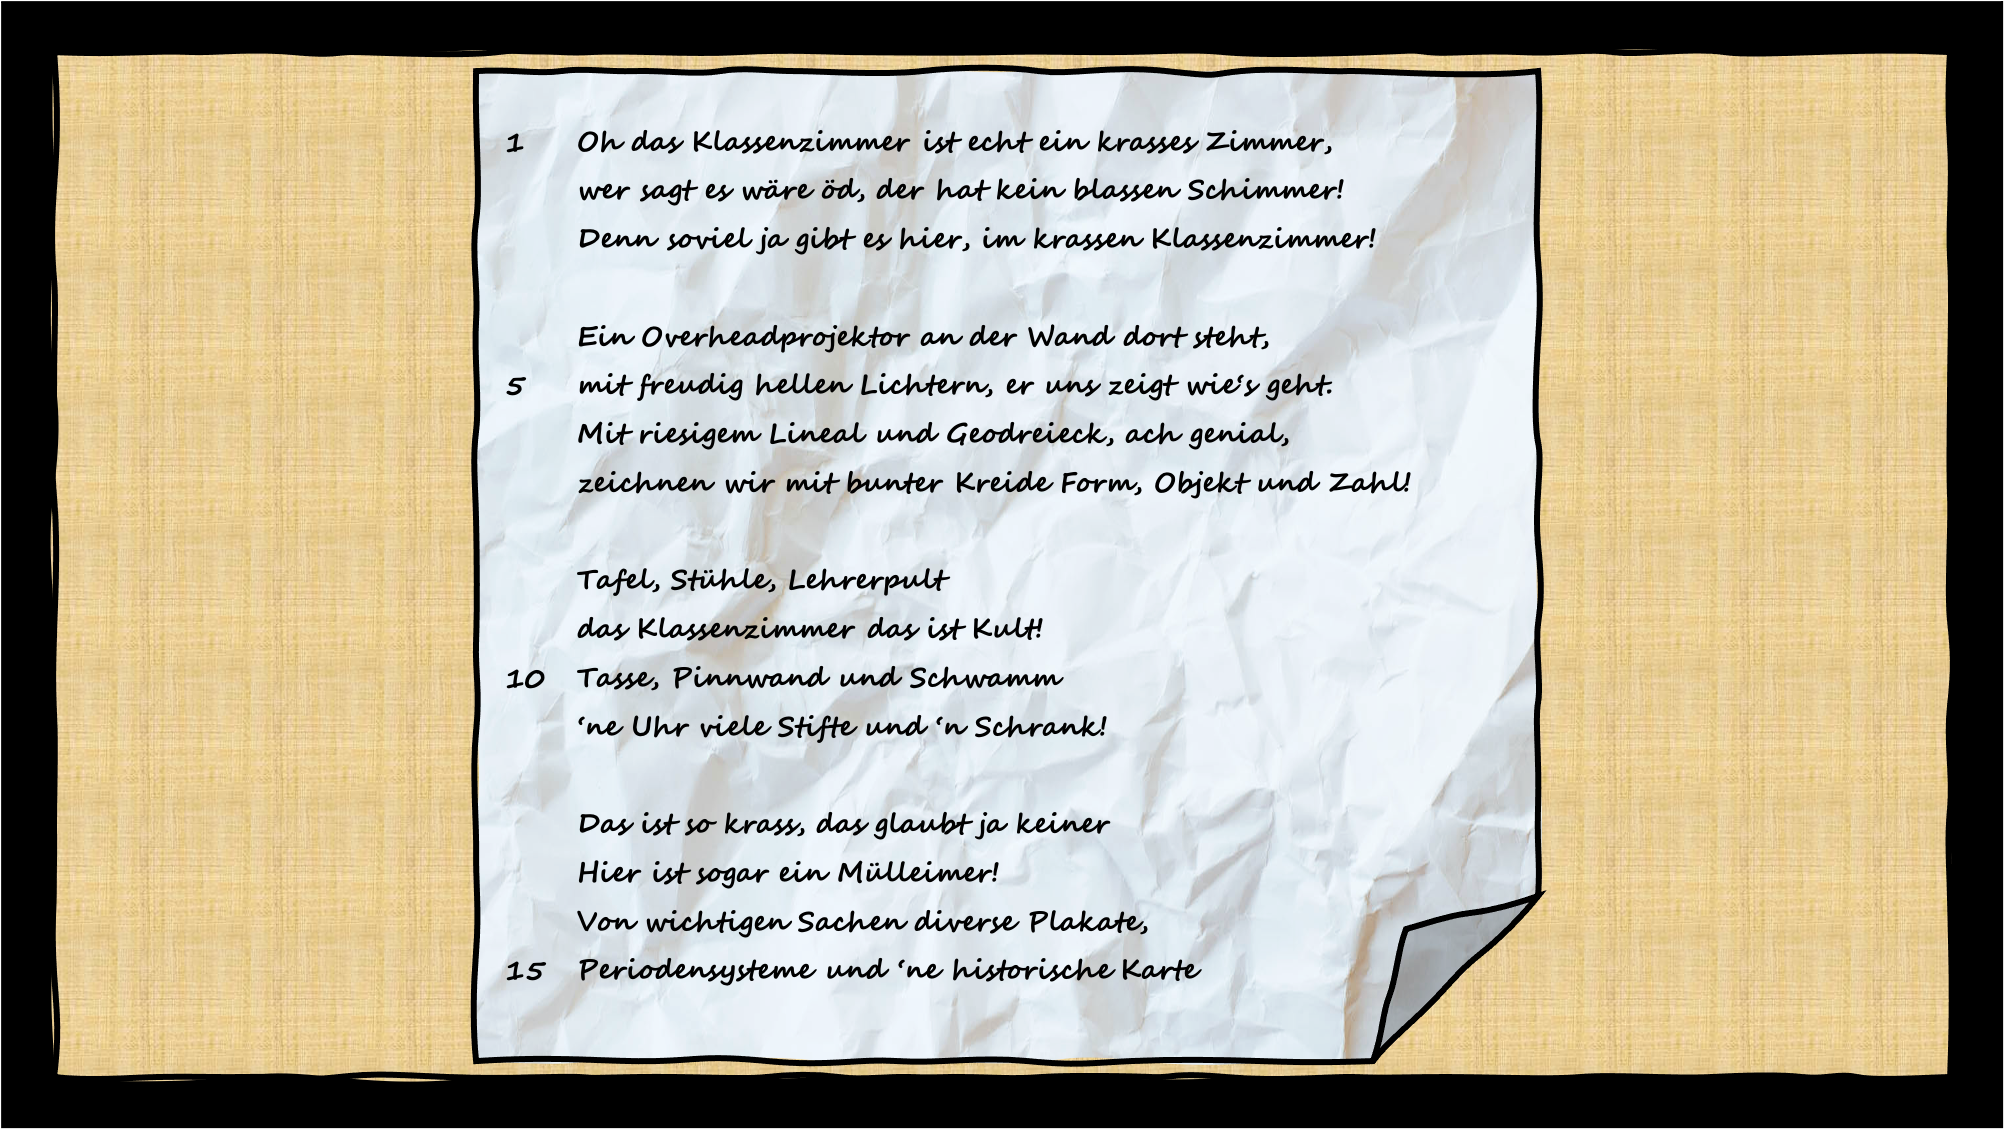 1 Oh das Klassenzimmer ist echt ein krasses Zimmer,
wer sagt es wäre öd, der hat kein blassen Schimmer!
Denn soviel ja gibt es hier, im krassen Klassenzimmer!
Ein Overheadprojektor an der Wand dort steht,
5 mit freudig hellen Lichtern, er uns zeigt wie‘s geht.
Mit riesigem Lineal und Geodreieck, ach genial,
zeichnen wir mit bunter Kreide Form, Objekt und Zahl!
Tafel, Stühle, Lehrerpult
das Klassenzimmer das ist Kult!
10 Tasse, Pinnwand und Schwamm
‘ne Uhr viele Stifte und ‘n Schrank!
Das ist so krass, das glaubt ja keiner
Hier ist sogar ein Mülleimer!
Von wichtigen Sachen diverse Plakate,
15 Periodensysteme und ‘ne historische Karte